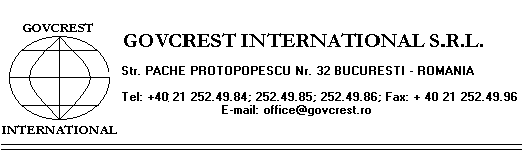 GOVCREST
INTERNATIONAL
GOVCREST INTERNATIONAL S.R.L.
Str. PACHE PROTOPOPESCU Nr. 32 BUCURESTI - ROMANIA
Tel: +40 21 252.49.84; 252.49.85; 252.49.86; Fax: + 40 21 252.49.96
E-mail: office@govcrest.ro